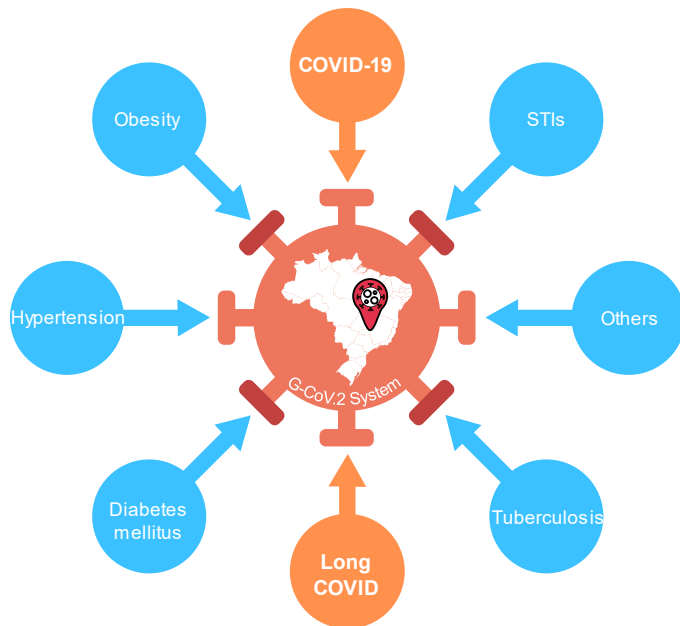 COVID-19
Obesity
STIs
Hypertension
Others
G-CoV.2 System
Diabetes
mellitus
Tuberculosis
Long
COVID